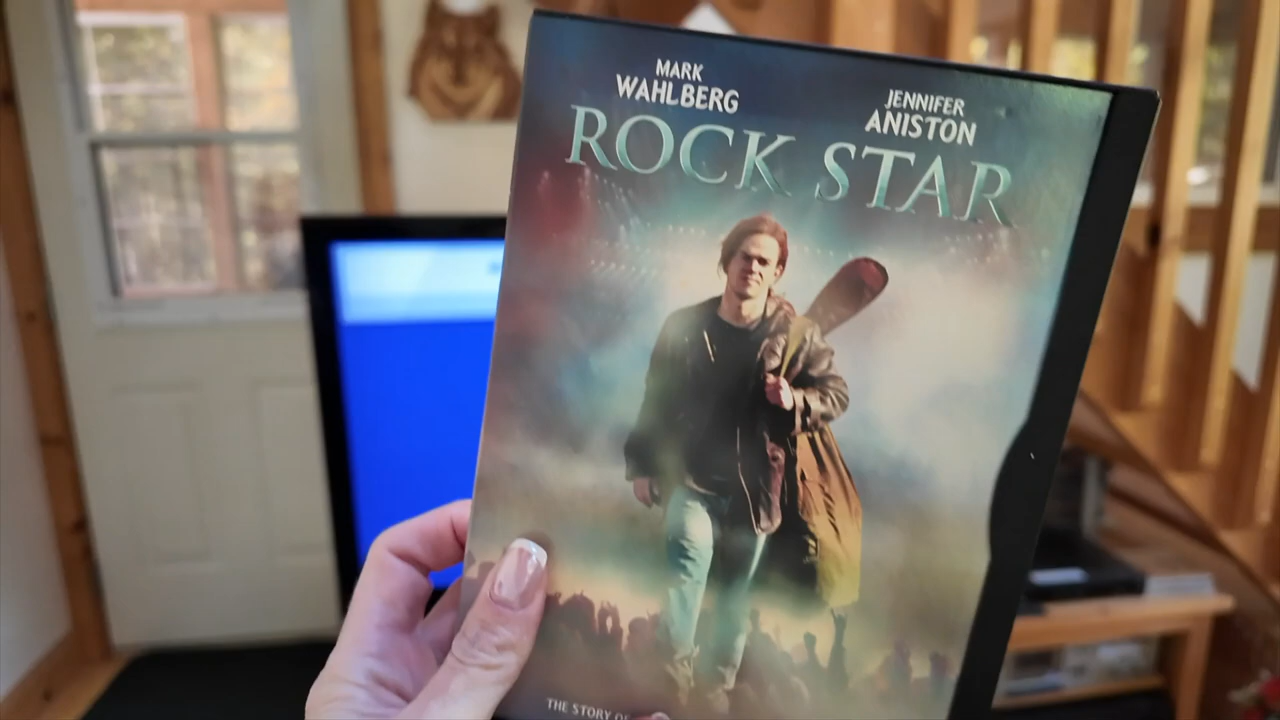 MARK
WAHLBERG
JENNIFER
ANISTON
ROCK STAR
THE STORY OF